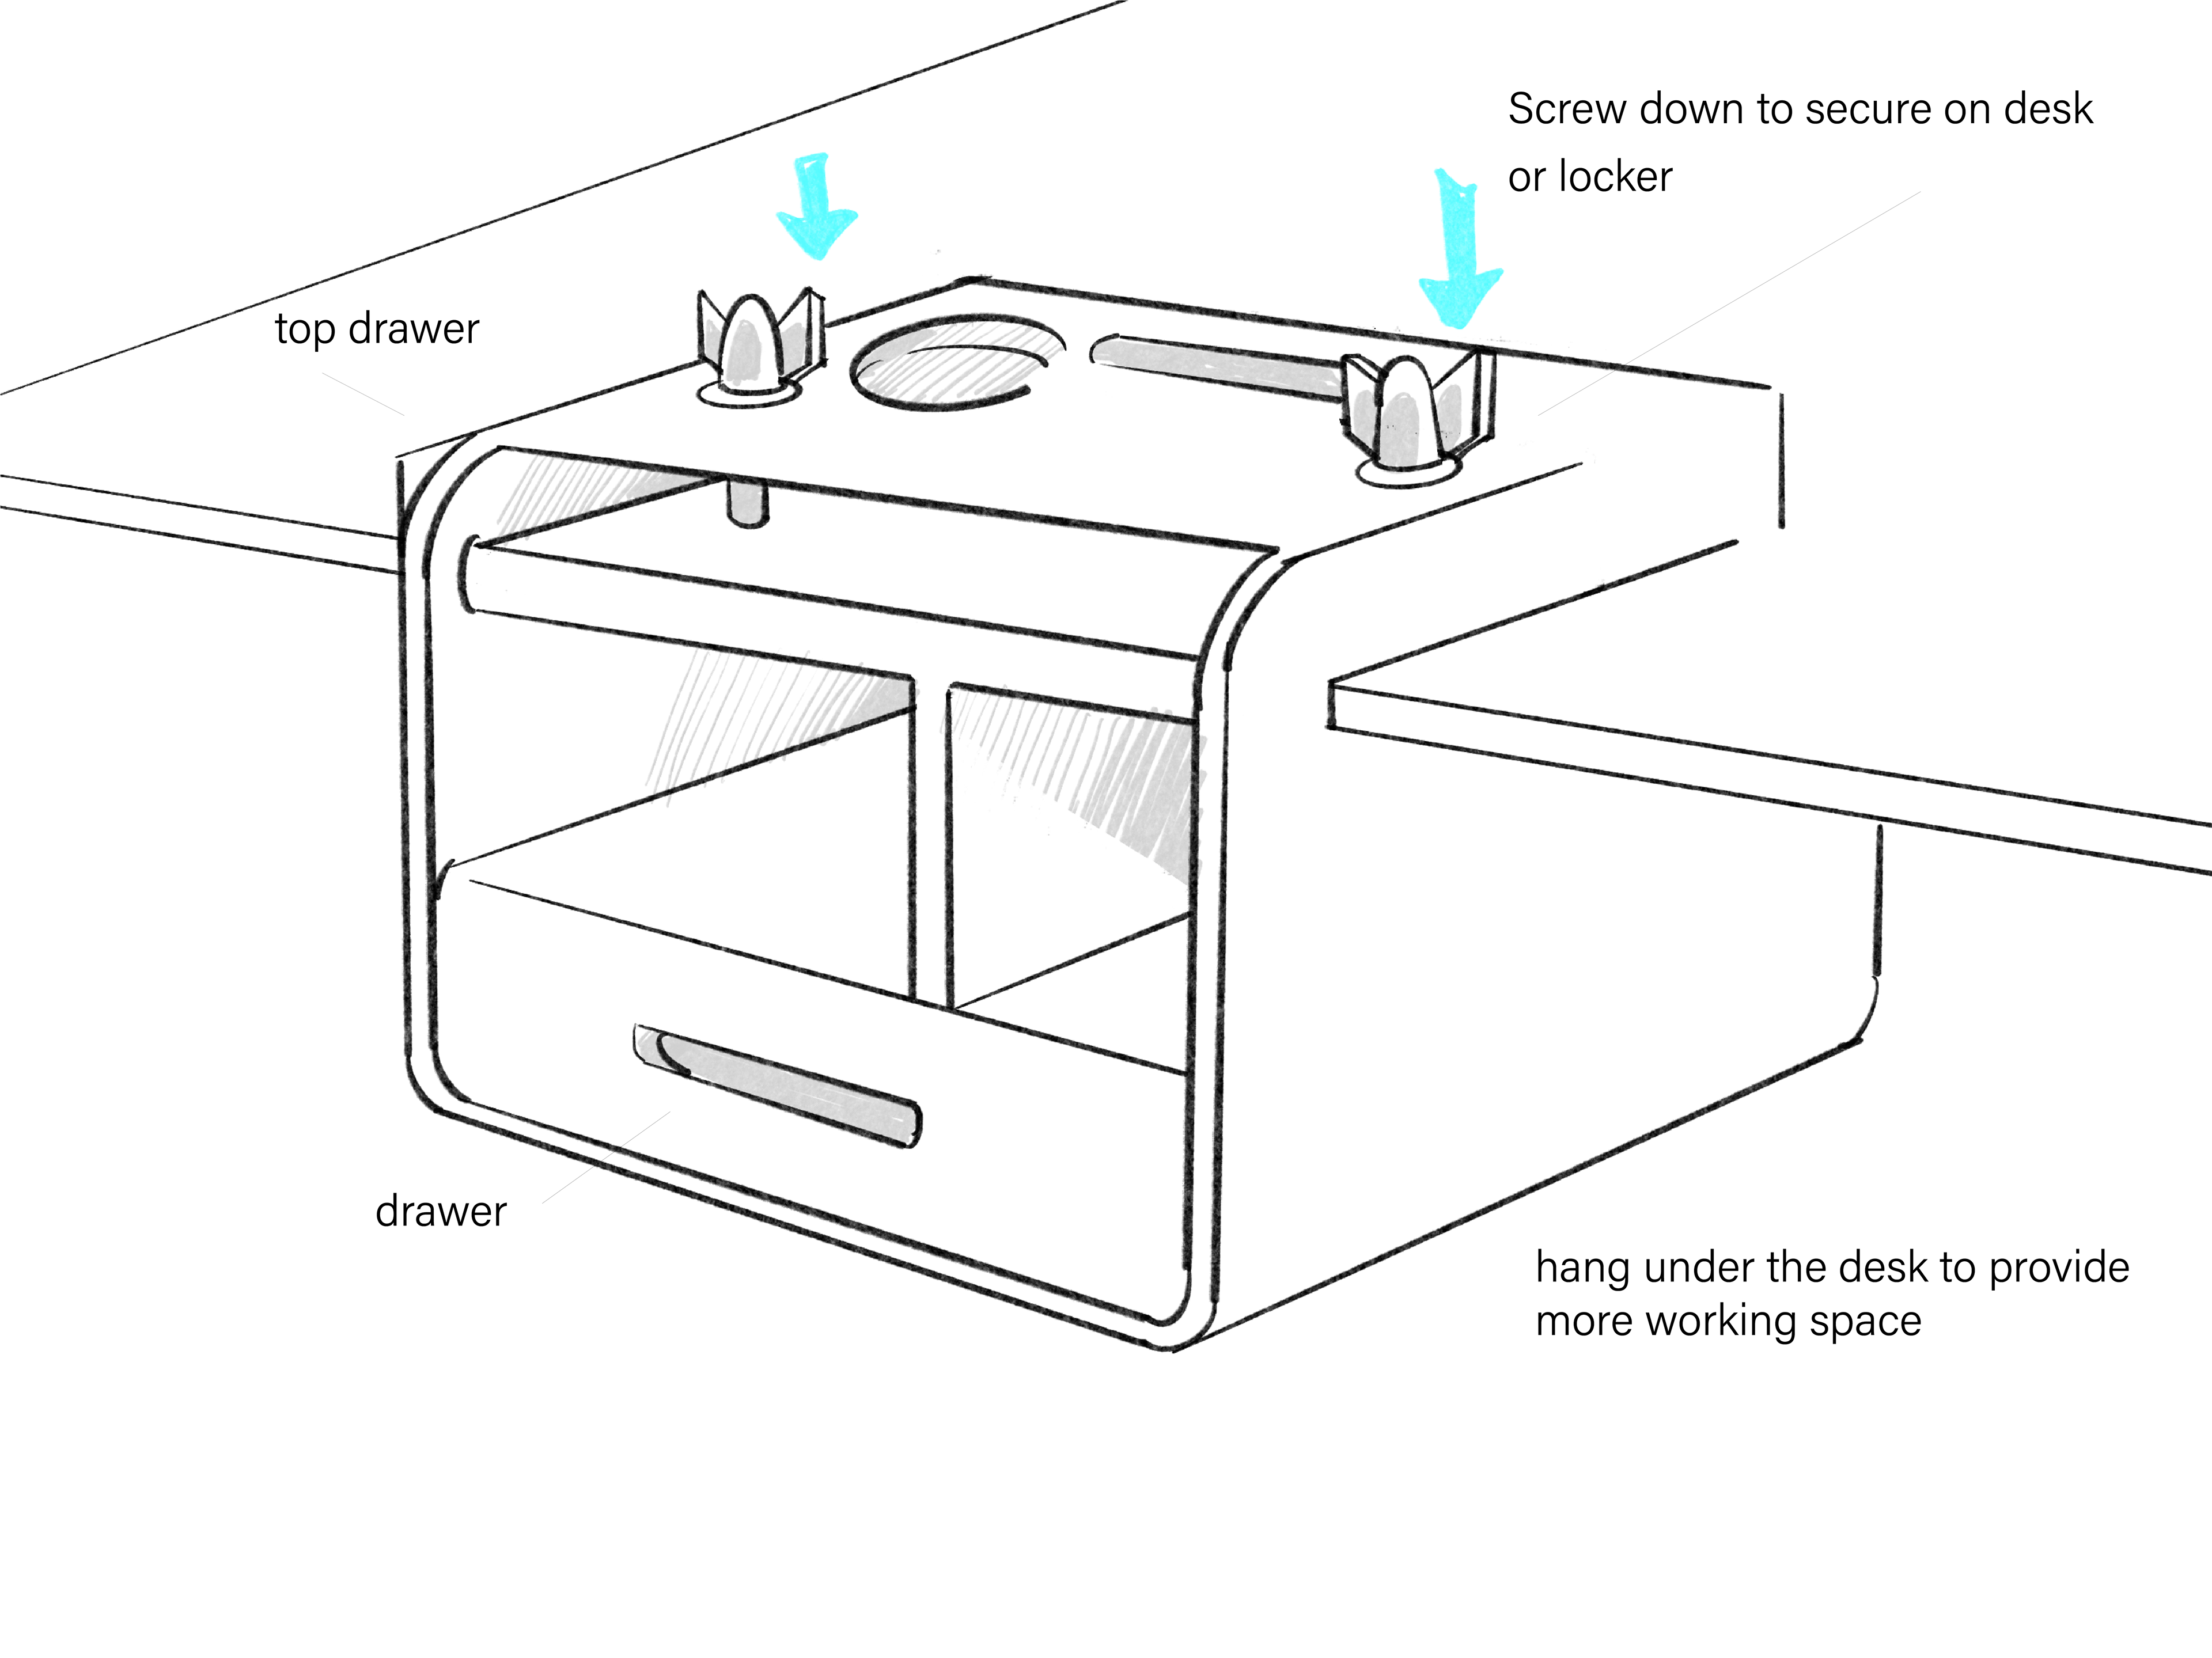 Screw down to secure on desk
or locker
top drawer
drawer
hang under the desk to provide
more working space